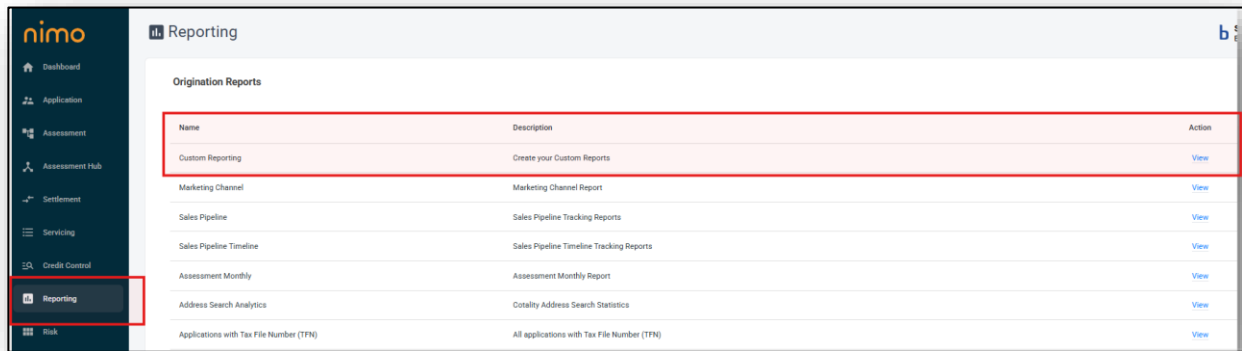 nimo
Reporting
b
Dashboard
Application
Assessment
Assessment Hub
Settlement
Servicing
Credit Control
Reporting
Risk
Origination Reports
Name Description Action
Custom Reporting Create your Custom Reports View
Marketing Channel Marketing Channel Report View
Sales Pipeline Sales Pipeline Tracking Reports View
Sales Pipeline Timeline Sales Pipeline Timeline Tracking Reports View
Assessment Monthly Assessment Monthly Report View
Address Search Analytics Cotality Address Search Statistics View
Applications with Tax File Number (TFN) All applications with Tax File Number (TFN) View